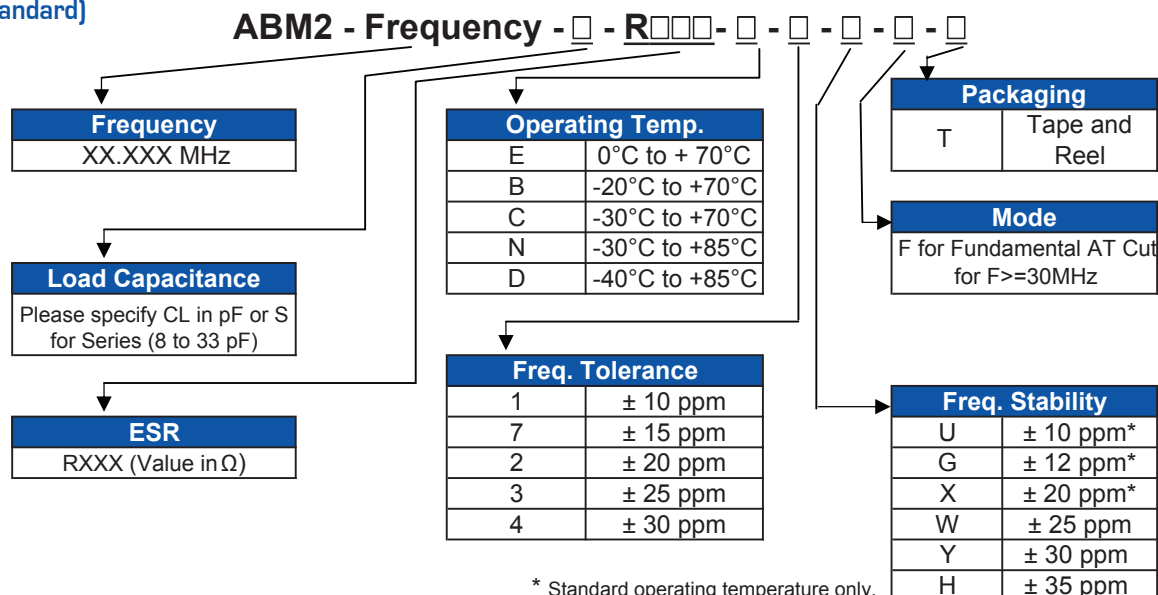 andard)
ABM2 - Frequency - □ - R□□□- □ - □ - □ - □ - □
Frequency
XX.XXX MHz
Load Capacitance
Please specify CL in pF or S
for Series (8 to 33 pF)
ESR
RXXX (Value in Ω)
Operating Temp.
E 0°C to + 70°C
B -20°C to +70°C
C -30°C to +70°C
N -30°C to +85°C
D -40°C to +85°C
Freq. Tolerance
1 ± 10 ppm
7 ± 15 ppm
2 ± 20 ppm
3 ± 25 ppm
4 ± 30 ppm
Packaging
T Tape and
Reel
Mode
F for Fundamental AT Cut
for F>=30MHz
Freq. Stability
U ± 10 ppm*
G ± 12 ppm*
X ± 20 ppm*
W ± 25 ppm
Y ± 30 ppm
H ± 35 ppm
* Standard operating temperature only.